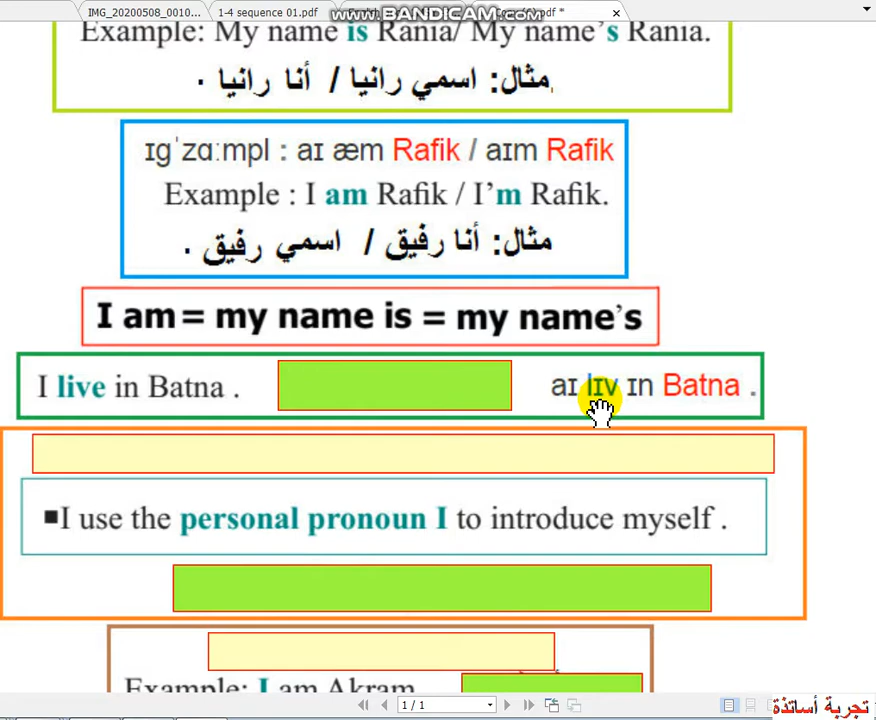 IMG_20200508_0010...
1-4 sequence 01.pdf
www.BANDICAM.com
pdf *
Example: My name is Rania/ My name's Rania.
مثال: اسمي رانيا / أنا رانيا .
ɪgˈzɑːmpl : aɪ æm Rafik / aɪm Rafik
Example : I am Rafik / I'm Rafik.
مثال: أنا رفيق / اسمي رفيق .
I am = my name is = my name's
I live in Batna . aɪ lɪv ɪn Batna .
■I use the personal pronoun I to introduce myself .
Example: I am Akram
1 / 1
تجربة أساتذة